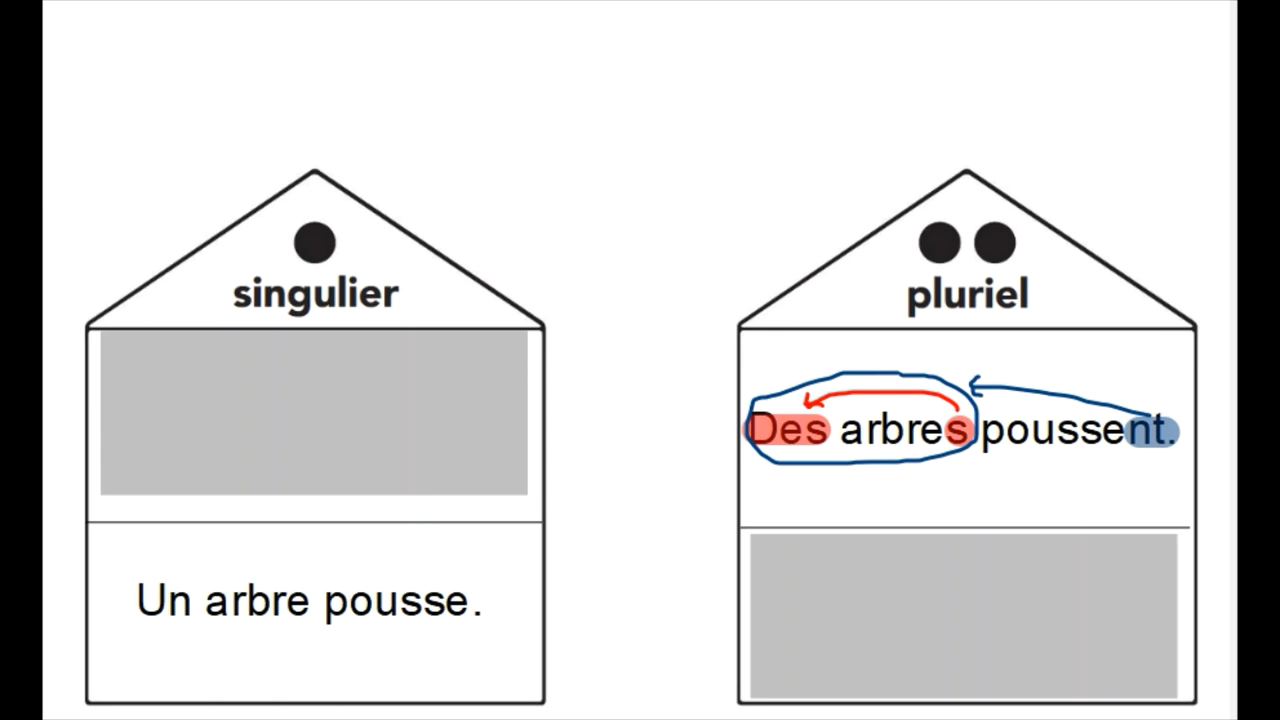 singulier
Un arbre pousse.
pluriel
Des arbres poussent.